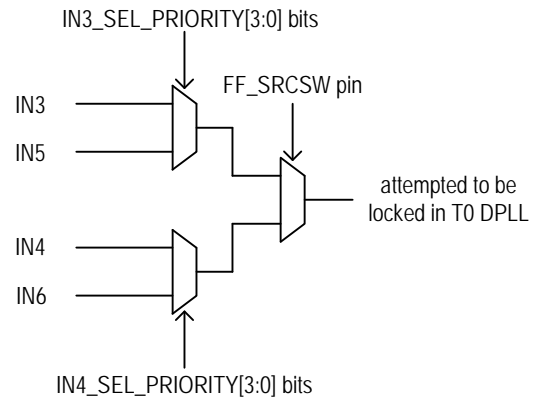 IN3_SEL_PRIORITY[3:0] bits
FF_SRCSW pin
IN3
IN5
attempted to be
locked in T0 DPLL
IN4
IN6
IN4_SEL_PRIORITY[3:0] bits